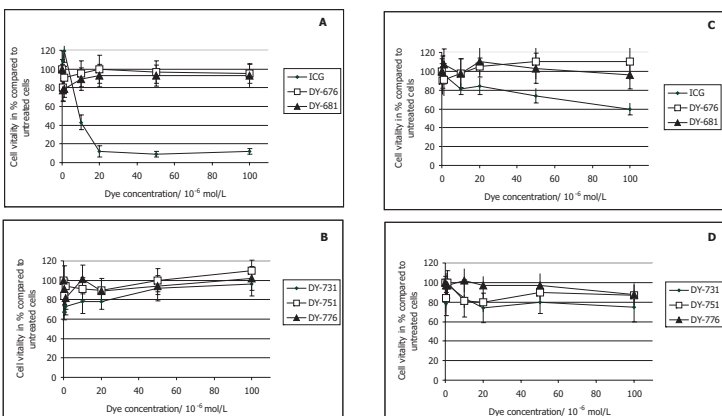 A
Cell vitality in % compared to
untreated cells
120
100
80
60
40
20
0
0 20 40 60 80 100
Dye concentration/ 10⁻⁶ mol/L
ICG
DY-676
DY-681
B
Cell vitality in % compared to
untreated cells
120
100
80
60
40
20
0
0 20 40 60 80 100
Dye concentration/ 10⁻⁶ mol/L
DY-731
DY-751
DY-776
C
Cell vitality in % compared to
untreated cells
120
100
80
60
40
20
0
0 20 40 60 80 100
Dye concentration/ 10⁻⁶ mol/L
ICG
DY-676
DY-681
D
Cell vitality in % compared to
untreated cells
120
100
80
60
40
20
0
0 20 40 60 80 100
Dye concentration/ 10⁻⁶ mol/L
DY-731
DY-751
DY-776